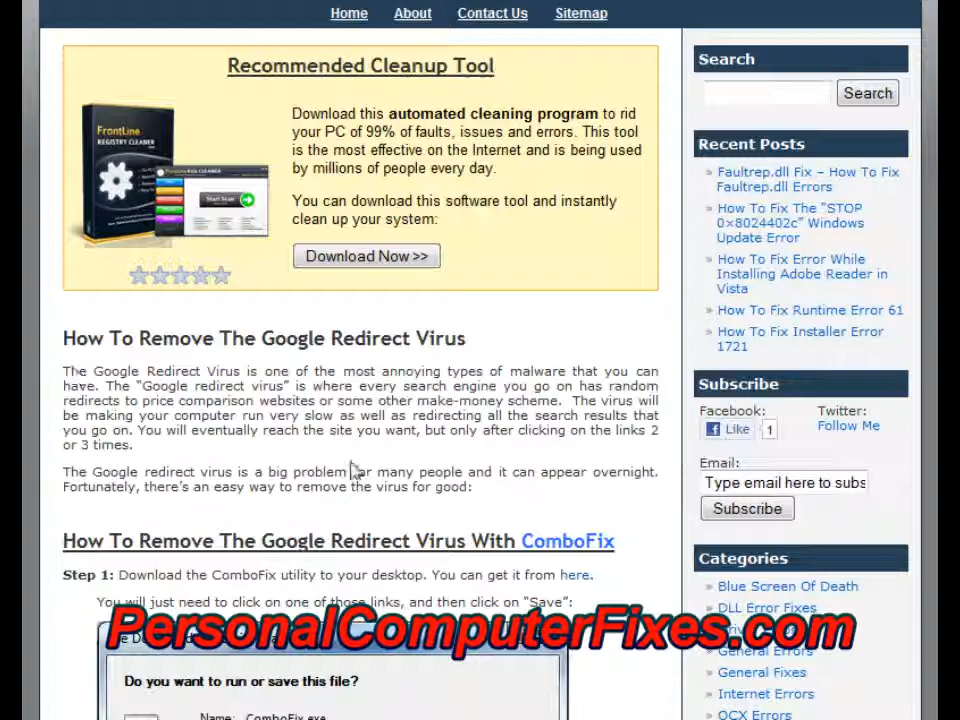 Home About Contact Us Sitemap
Recommended Cleanup Tool
FrontLine
REGISTRY CLEANER
Start Scan
Download this automated cleaning program to rid
your PC of 99% of faults, issues and errors. This tool
is the most effective on the Internet and is being used
by millions of people every day.
You can download this software tool and instantly
clean up your system:
Download Now >>
How To Remove The Google Redirect Virus
The Google Redirect Virus is one of the most annoying types of malware that you can
have. The “Google redirect virus” is where every search engine you go on has random
redirects to price comparison websites or some other make-money scheme. The virus will
be making your computer run very slow as well as redirecting all the search results that
you go on. You will eventually reach the site you want, but only after clicking on the links 2
or 3 times.
The Google redirect virus is a big problem for many people and it can appear overnight.
Fortunately, there’s an easy way to remove the virus for good:
How To Remove The Google Redirect Virus With ComboFix
Step 1: Download the ComboFix utility to your desktop. You can get it from here.
You will just need to click on one of those links, and then click on “Save”:
PersonalComputerFixes.com
Do you want to run or save this file?
Name: ComboFix.exe
Search
Search
Recent Posts
» Faultrep.dll Fix – How To Fix
Faultrep.dll Errors
» How To Fix The “STOP
0×8024402c” Windows
Update Error
» How To Fix Error While
Installing Adobe Reader in
Vista
» How To Fix Runtime Error 61
» How To Fix Installer Error
1721
Subscribe
Facebook: Twitter:
Like 1 Follow Me
Email:
Type email here to subs
Subscribe
Categories
» Blue Screen Of Death
» DLL Error Fixes
» General Errors
» General Fixes
» Internet Errors
» OCX Errors